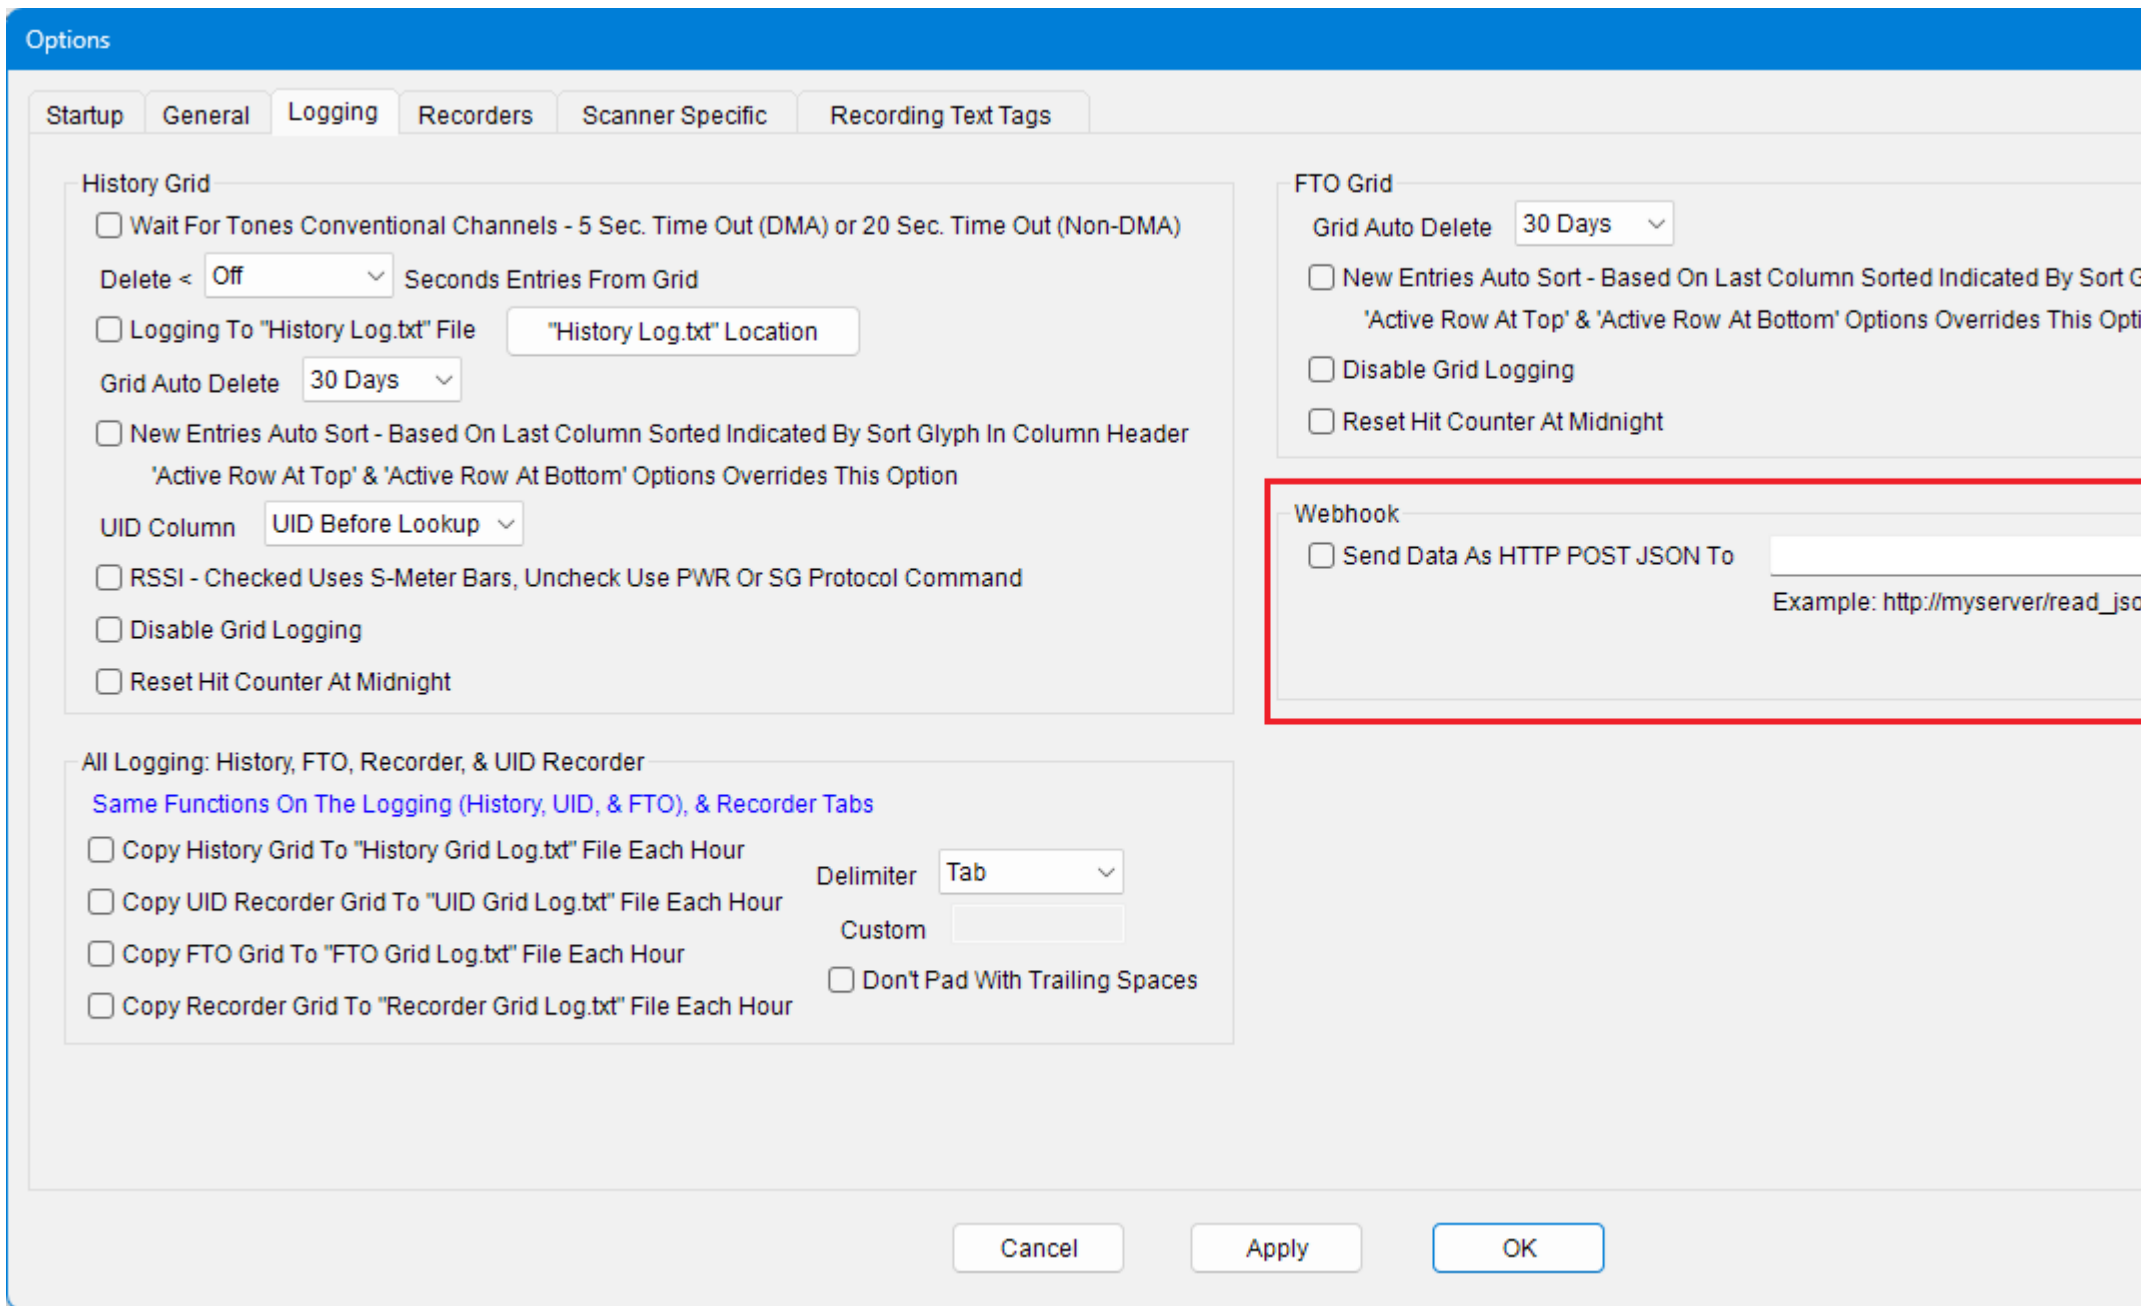 Options
Startup General Logging Recorders Scanner Specific Recording Text Tags
History Grid
Wait For Tones Conventional Channels - 5 Sec. Time Out (DMA) or 20 Sec. Time Out (Non-DMA)
Delete < Off Seconds Entries From Grid
Logging To "History Log.txt" File "History Log.txt" Location
Grid Auto Delete 30 Days
New Entries Auto Sort - Based On Last Column Sorted Indicated By Sort Glyph In Column Header
'Active Row At Top' & 'Active Row At Bottom' Options Overrides This Option
UID Column UID Before Lookup
RSSI - Checked Uses S-Meter Bars, Uncheck Use PWR Or SG Protocol Command
Disable Grid Logging
Reset Hit Counter At Midnight
FTO Grid
Grid Auto Delete 30 Days
New Entries Auto Sort - Based On Last Column Sorted Indicated By Sort
'Active Row At Top' & 'Active Row At Bottom' Options Overrides This
Disable Grid Logging
Reset Hit Counter At Midnight
Webhook
Send Data As HTTP POST JSON To
Example: http://myserver/read_jso
All Logging: History, FTO, Recorder, & UID Recorder
Same Functions On The Logging (History, UID, & FTO), & Recorder Tabs
Copy History Grid To "History Grid Log.txt" File Each Hour
Copy UID Recorder Grid To "UID Grid Log.txt" File Each Hour
Copy FTO Grid To "FTO Grid Log.txt" File Each Hour
Copy Recorder Grid To "Recorder Grid Log.txt" File Each Hour
Delimiter Tab
Custom
Don't Pad With Trailing Spaces
Cancel Apply OK